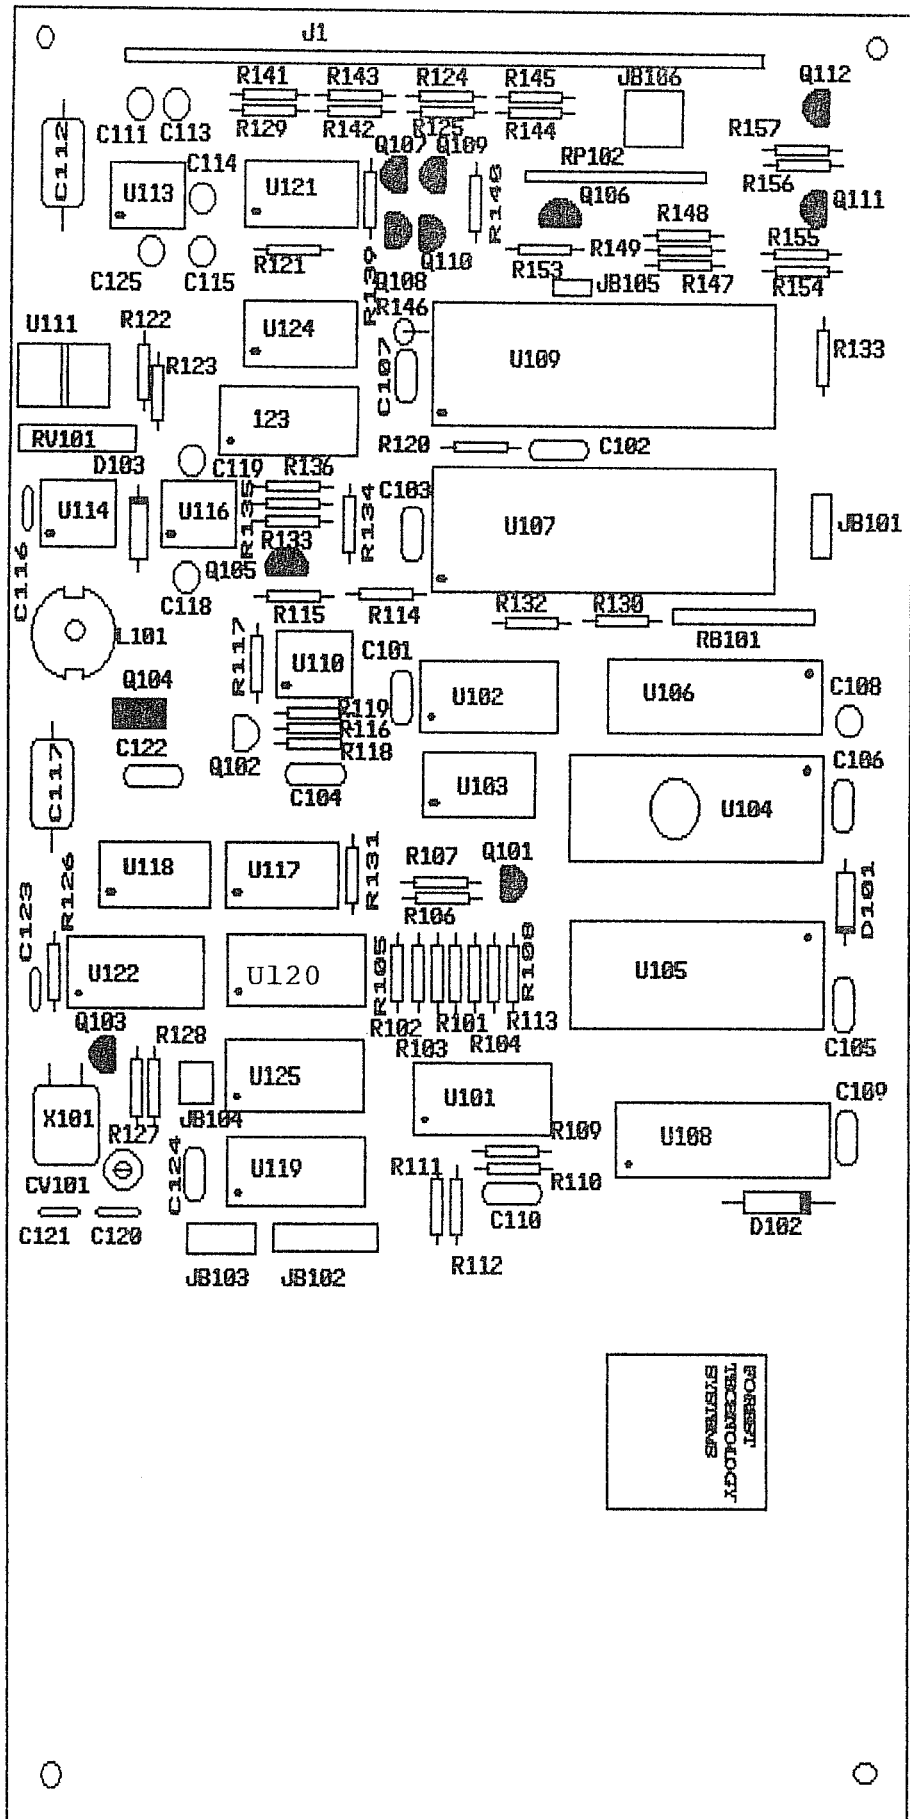 J1
R141 R143 R124 R145 JB106 Q112
C111 C113 R129 R142 R125 R144
C112
R157
Q107 Q109
C114 RP102
U113 U121 R140 Q106 R156 Q111
R148
R149 R155
C125 C115 R121 R139 Q108 Q110 R153 JB105 R147 R154
U111 R122 U124 R146 U109 R133
R123 C107
123
RV101 R120 C102
D103 C119 R136
U114 U116 R135 R134 C103 U107 JB101
C116 Q105 R133
C118 R115 R114 R132 R130
L101 R117 U110 C101 RB101
Q104 U102 U106 C108
R119
R116
C122 Q102 R118 C106
C117 C104 U103 U104
U118 U117 R131 R107 Q101
C123 R126 R106 D101
U122 U120 R105 R108 U105
Q103 R128 R102 R101 R113
R103 R104 C105
U125 U101 C109
X101 JB104
R127 R109 U108
CV101 C124 U119 R111 R110
C121 C120 C110 D102
R112
JB103 JB102
FOREST
TECHNOLOGY
SYSTEMS